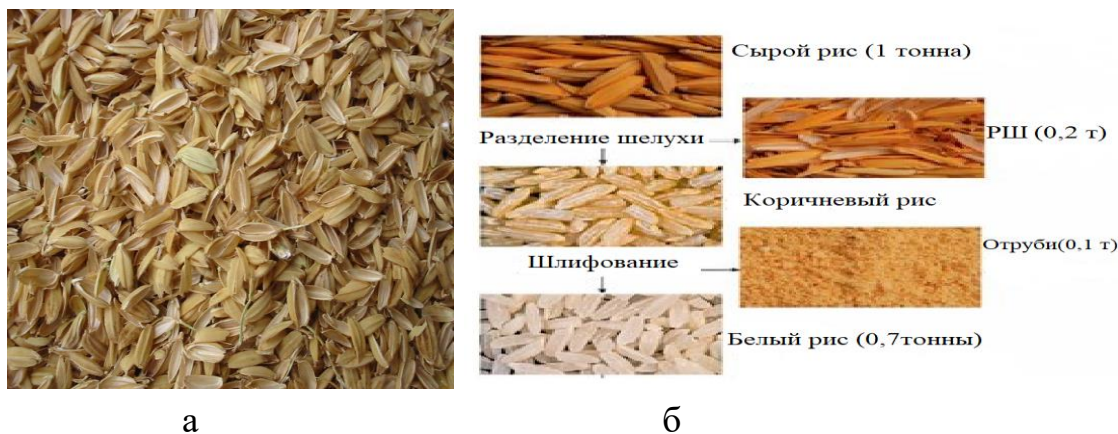 Сырой рис (1 тонна)
Разделение шелухи
РШ (0,2 т)
Коричневый рис
Шлифование
Отруби(0,1 т)
Белый рис (0,7тонны)
а
б